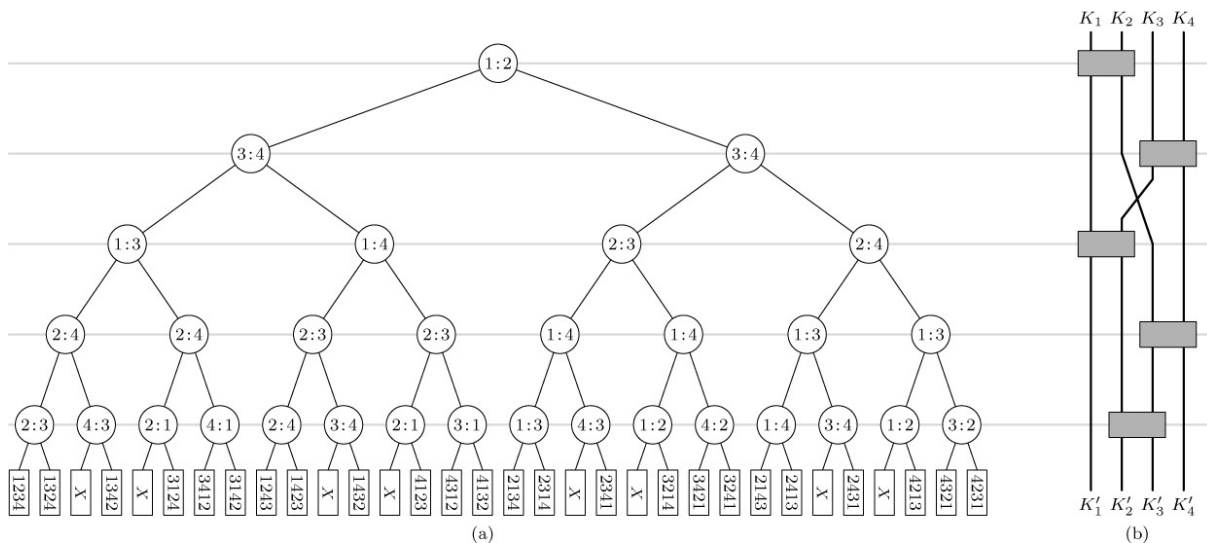 K₁ K₂ K₃ K₄
1:2
3:4 3:4
1:3 1:4 2:3 2:4
2:4 2:4 2:3 2:3 1:4 1:4 1:3 1:3
2:3 4:3 2:1 4:1 2:4 3:4 2:1 3:1 1:3 4:3 1:2 4:2 1:4 3:4 1:2 3:2
1234 1324 X 1342 X 3124 3412 3142 1243 1423 X 1432 X 4123 4312 4132 2134 2314 X 2341 X 3214 3421 3241 2143 2413 X 2431 X 4213 4321 4231
K′₁ K′₂ K′₃ K′₄
(a) (b)